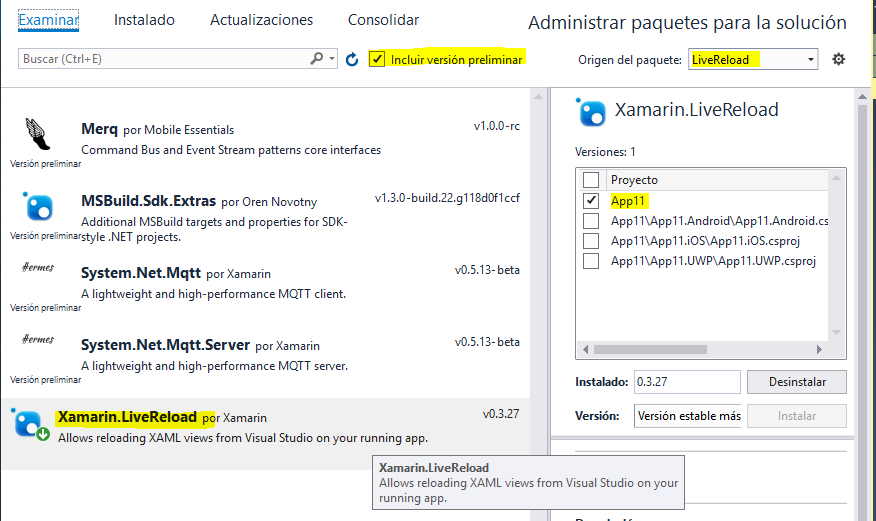 Examinar Instalado Actualizaciones Consolidar Administrar paquetes para la solución
Buscar (Ctrl+E) Incluir versión preliminar Origen del paquete: LiveReload
Merq por Mobile Essentials v1.0.0-rc
Command Bus and Event Stream patterns core interfaces
Versión preliminar
MSBuild.Sdk.Extras por Oren Novotny v1.3.0-build.22.g118d0f1ccf
Additional MSBuild targets and properties for SDK-
Versión preliminar style .NET projects.
Hermes
System.Net.Mqtt por Xamarin v0.5.13-beta
A lightweight and high-performance MQTT client.
Versión preliminar
Hermes
System.Net.Mqtt.Server por Xamarin v0.5.13-beta
A lightweight and high-performance MQTT server.
Versión preliminar
Xamarin.LiveReload por Xamarin v0.3.27
Allows reloading XAML views from Visual Studio on your running app.
Xamarin.LiveReload
Allows reloading XAML views from Visual Studio on your
running app.
Xamarin.LiveReload
Versiones: 1
Proyecto
App11
App11\App11.Android\App11.Android.cs
App11\App11.iOS\App11.iOS.csproj
App11\App11.UWP\App11.UWP.csproj
Instalado: 0.3.27 Desinstalar
Versión: Versión estable más Instalar